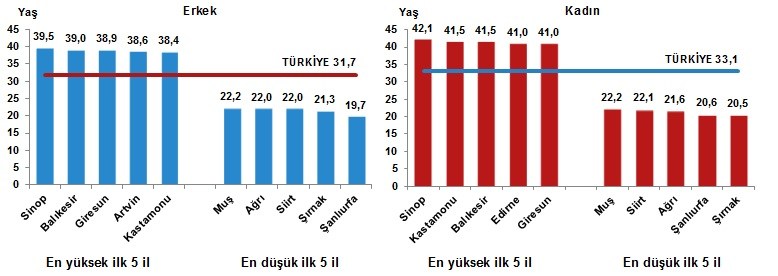 Erkek
Yaş
45
40
35
30
25
20
15
10
5
0
39,5
39,0
38,9
38,6
38,4
TÜRKİYE 31,7
22,2
22,0
22,0
21,3
19,7
Sinop
Balıkesir
Giresun
Artvin
Kastamonu
Muş
Ağrı
Siirt
Şırnak
Şanlıurfa
En yüksek ilk 5 il
En düşük ilk 5 il
Kadın
Yaş
45
40
35
30
25
20
15
10
5
0
42,1
41,5
41,5
41,0
41,0
TÜRKİYE 33,1
22,2
22,1
21,6
20,6
20,5
Sinop
Kastamonu
Balıkesir
Edirne
Giresun
Muş
Siirt
Ağrı
Şanlıurfa
Şırnak
En yüksek ilk 5 il
En düşük ilk 5 il